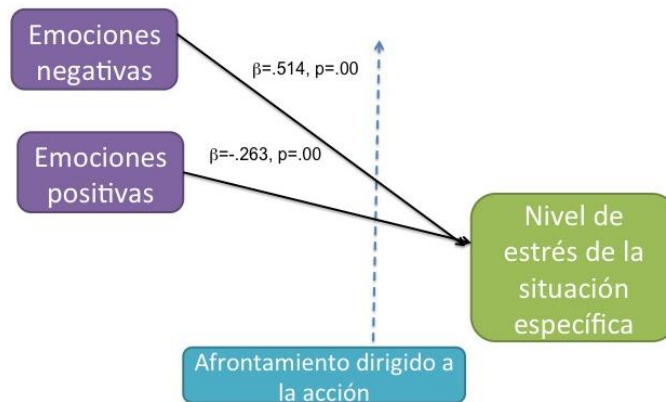 Emociones
negativas
β=.514, p=.00
Emociones
positivas
β=-.263, p=.00
Nivel de
estrés de la
situación
específica
Afrontamiento dirigido a
la acción